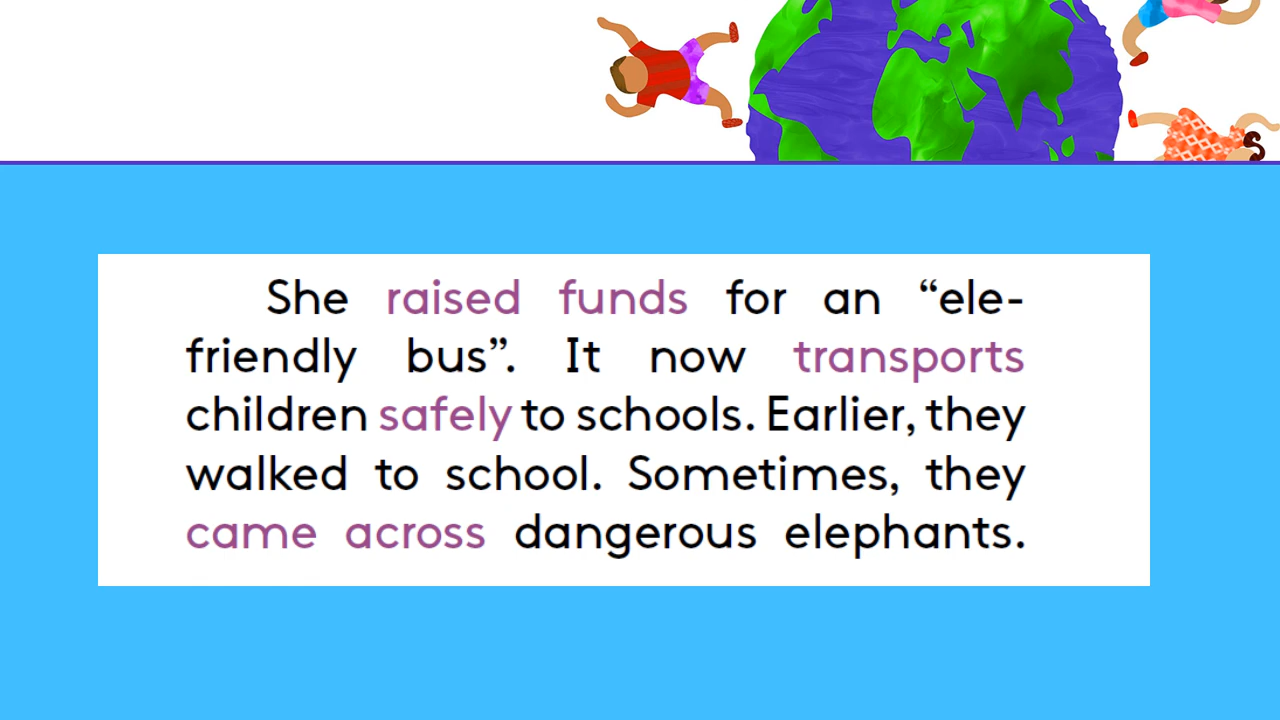 She raised funds for an “ele-
friendly bus”. It now transports
children safely to schools. Earlier, they
walked to school. Sometimes, they
came across dangerous elephants.